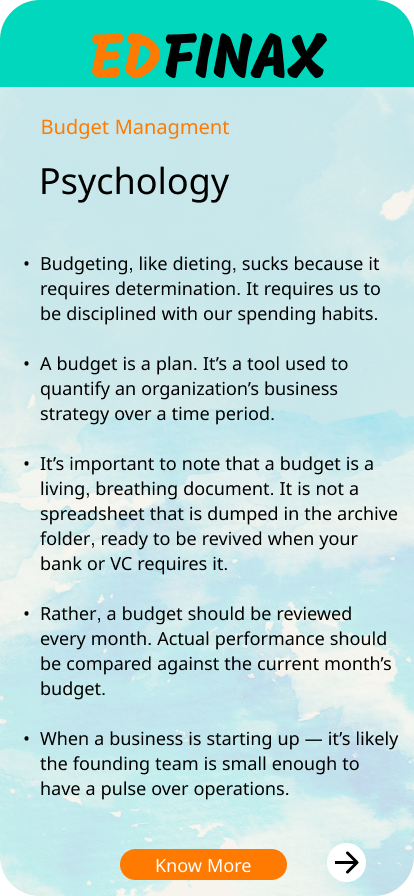 EDFINAX
Budget Managment
Psychology
• Budgeting, like dieting, sucks because it
requires determination. It requires us to
be disciplined with our spending habits.
• A budget is a plan. It’s a tool used to
quantify an organization’s business
strategy over a time period.
• It’s important to note that a budget is a
living, breathing document. It is not a
spreadsheet that is dumped in the archive
folder, ready to be revived when your
bank or VC requires it.
• Rather, a budget should be reviewed
every month. Actual performance should
be compared against the current month’s
budget.
• When a business is starting up — it’s likely
the founding team is small enough to
have a pulse over operations.
Know More